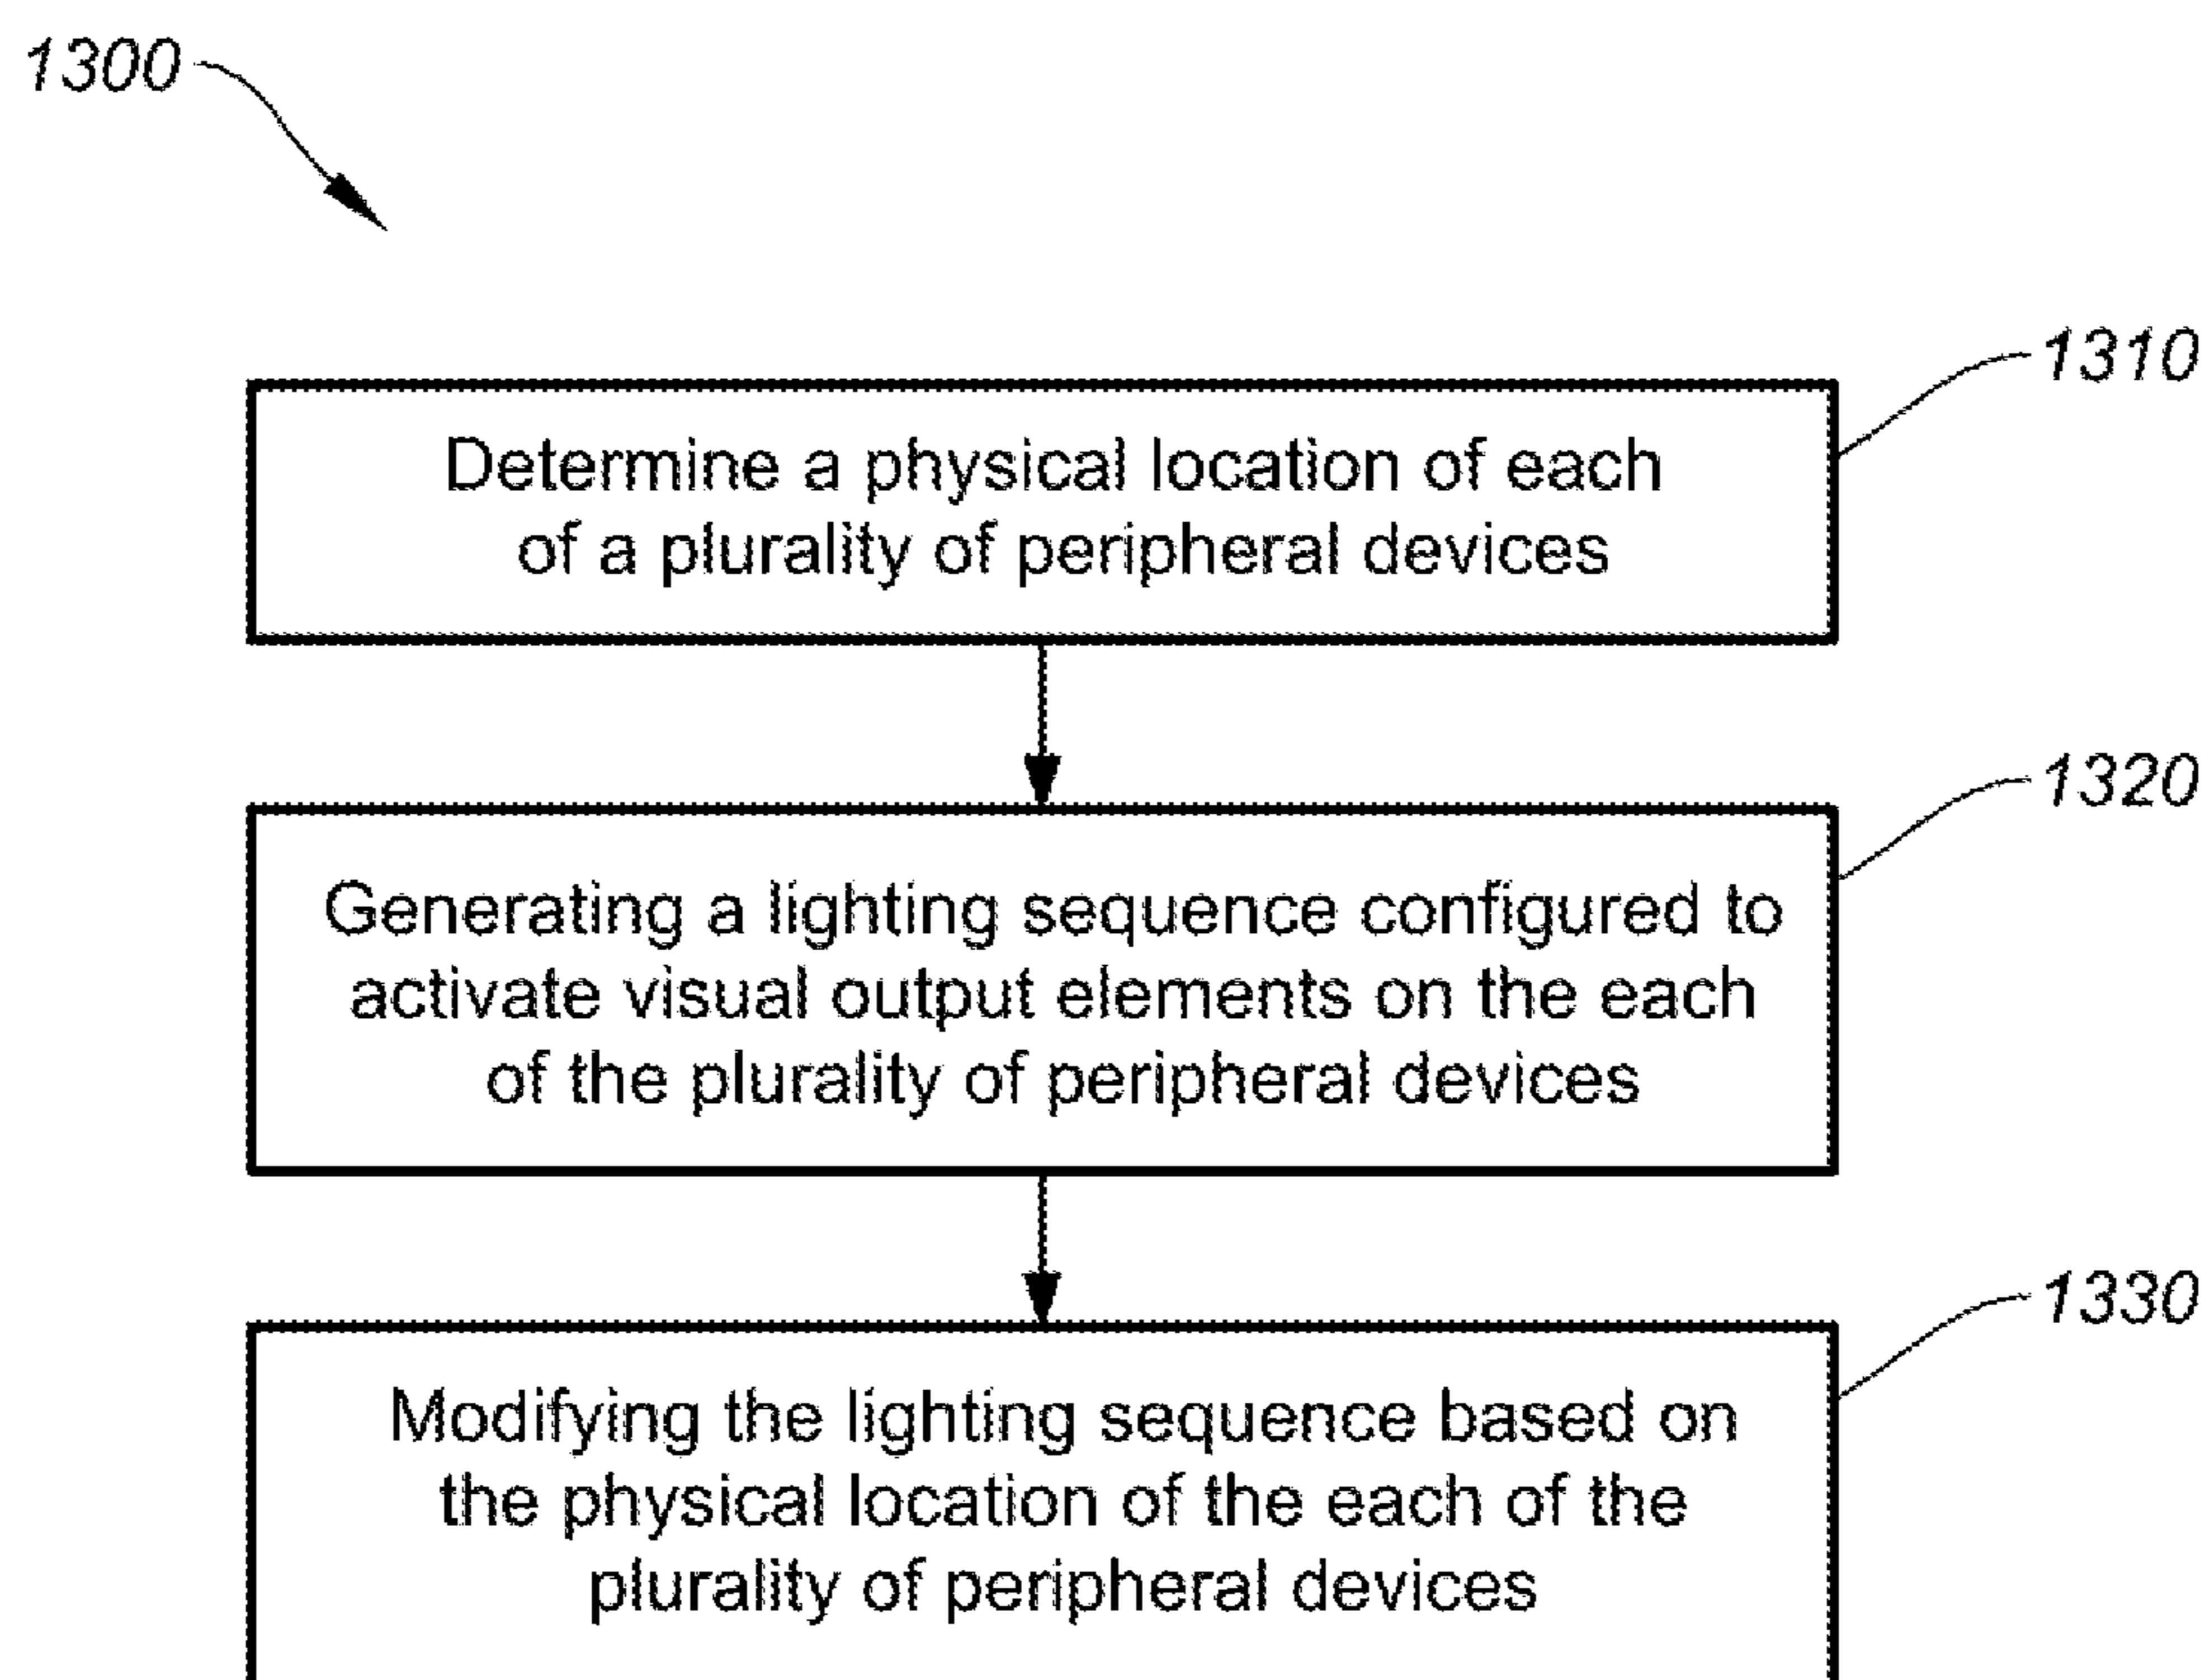 1300
1310
Determine a physical location of each
of a plurality of peripheral devices
1320
Generating a lighting sequence configured to
activate visual output elements on the each
of the plurality of peripheral devices
1330
Modifying the lighting sequence based on
the physical location of the each of the
plurality of peripheral devices